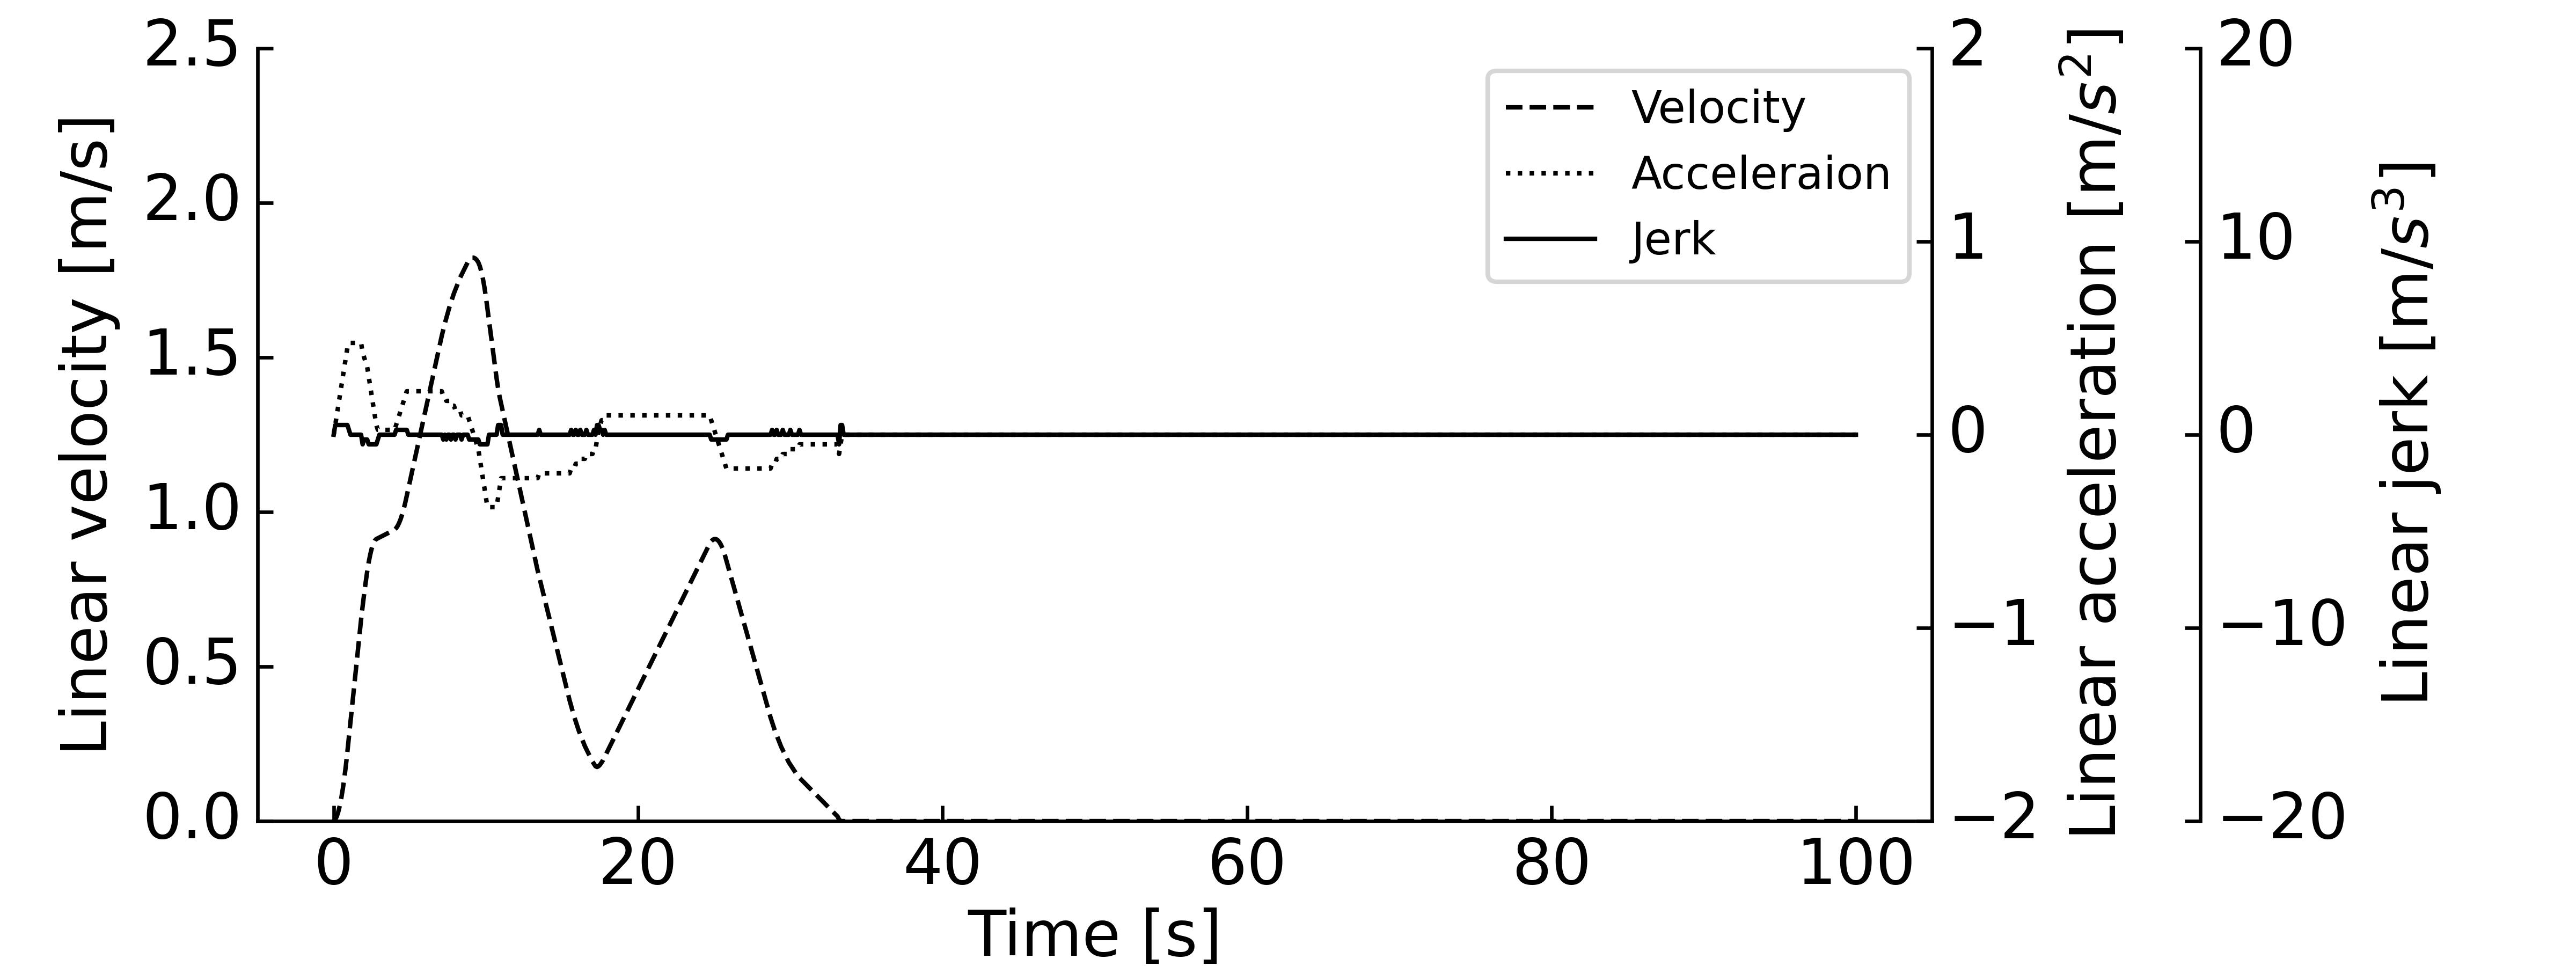 Linear velocity [m/s]
2.5
2.0
1.5
1.0
0.5
0.0
0 20 40 60 80 100
Time [s]
Velocity
Acceleraion
Jerk
2
1
0
−1
−2
Linear acceleration [m/s²]
20
10
0
−10
−20
Linear jerk [m/s³]